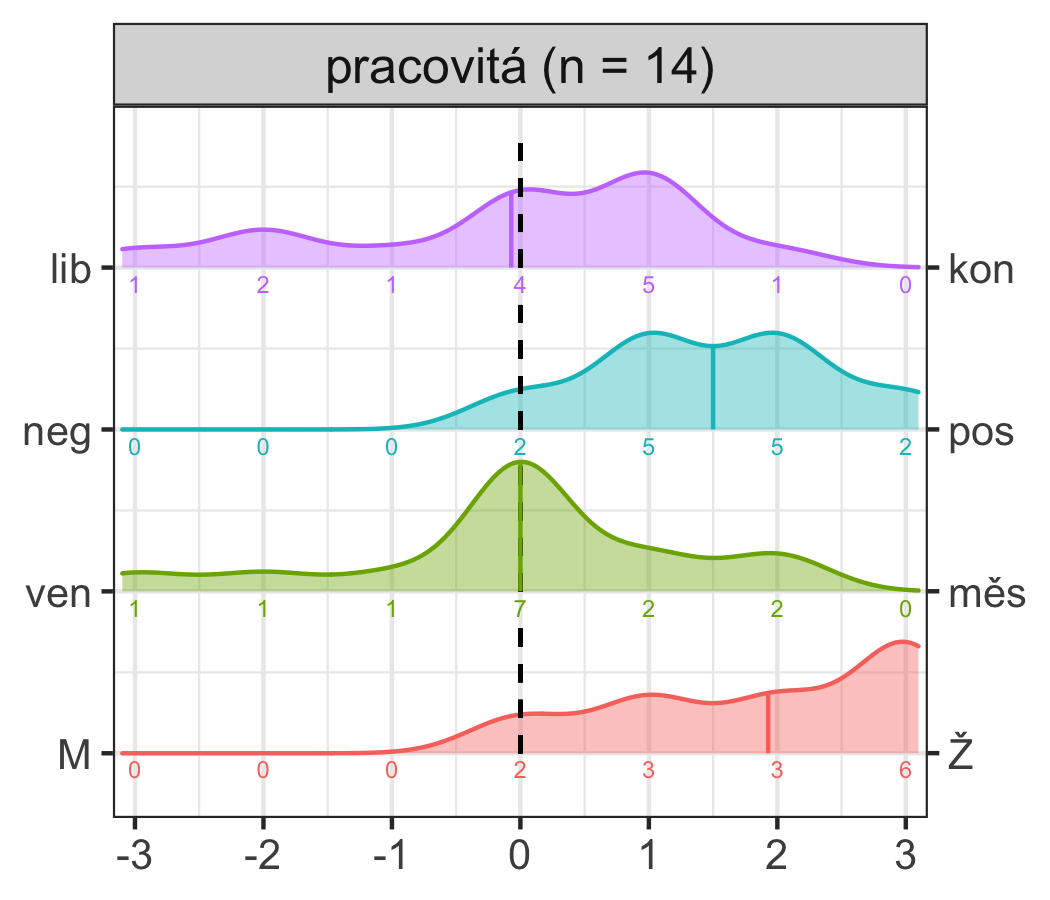 pracovitá (n = 14)
lib kon
1 2 1 4 5 1 0
neg pos
0 0 0 2 5 5 2
ven měs
1 1 1 7 2 2 0
M Ž
0 0 0 2 3 3 6
-3 -2 -1 0 1 2 3